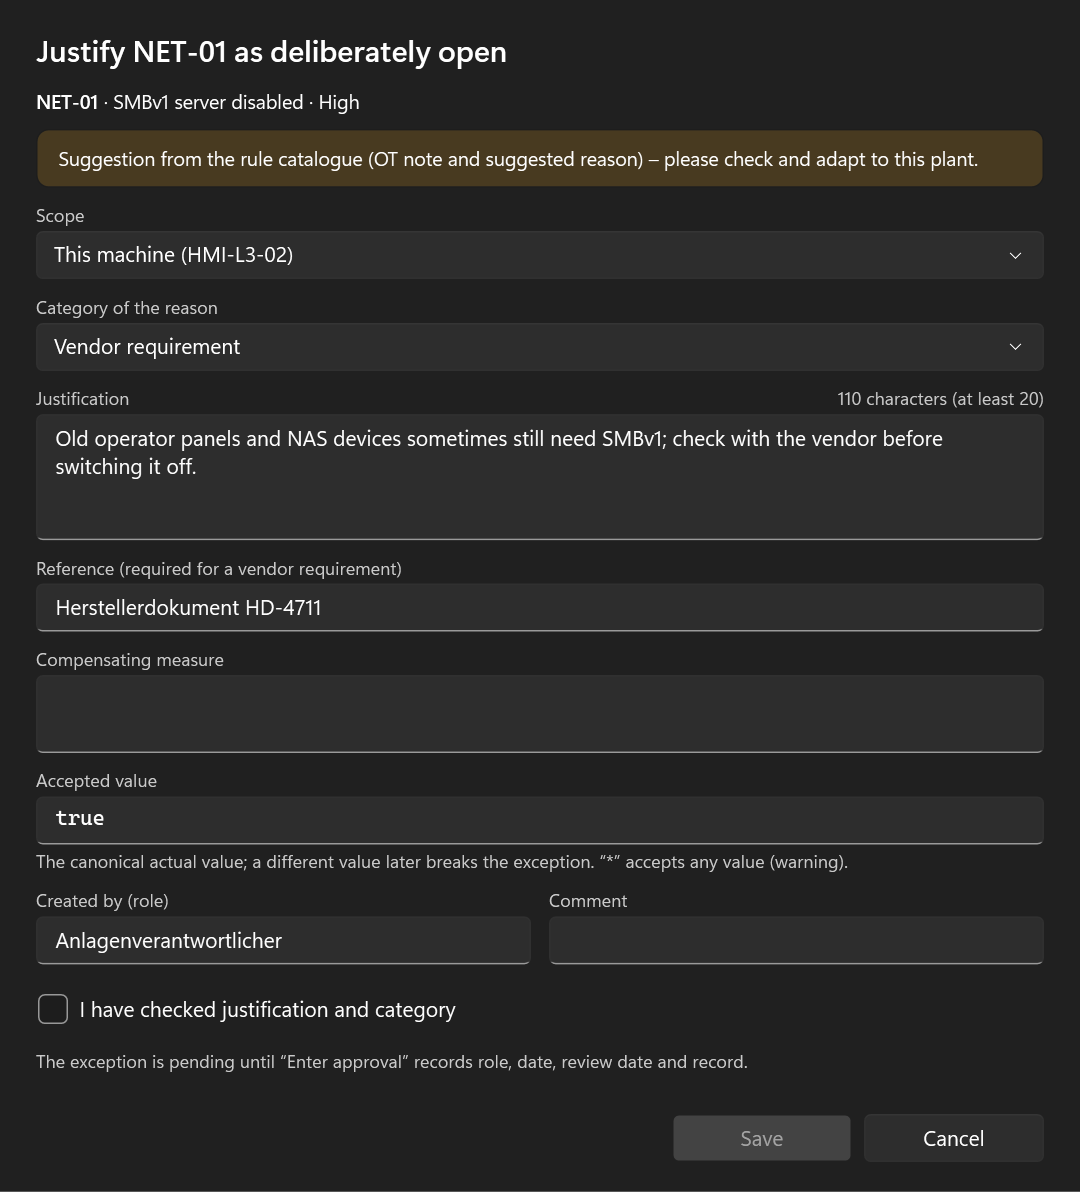 Justify NET-01 as deliberately open
NET-01 · SMBv1 server disabled · High
Suggestion from the rule catalogue (OT note and suggested reason) – please check and adapt to this plant.
Scope
This machine (HMI-L3-02)
Category of the reason
Vendor requirement
Justification
110 characters (at least 20)
Old operator panels and NAS devices sometimes still need SMBv1; check with the vendor before
switching it off.
Reference (required for a vendor requirement)
Herstellerdokument HD-4711
Compensating measure
Accepted value
true
The canonical actual value; a different value later breaks the exception. “*” accepts any value (warning).
Created by (role)
Comment
Anlagenverantwortlicher
I have checked justification and category
The exception is pending until “Enter approval” records role, date, review date and record.
Save
Cancel